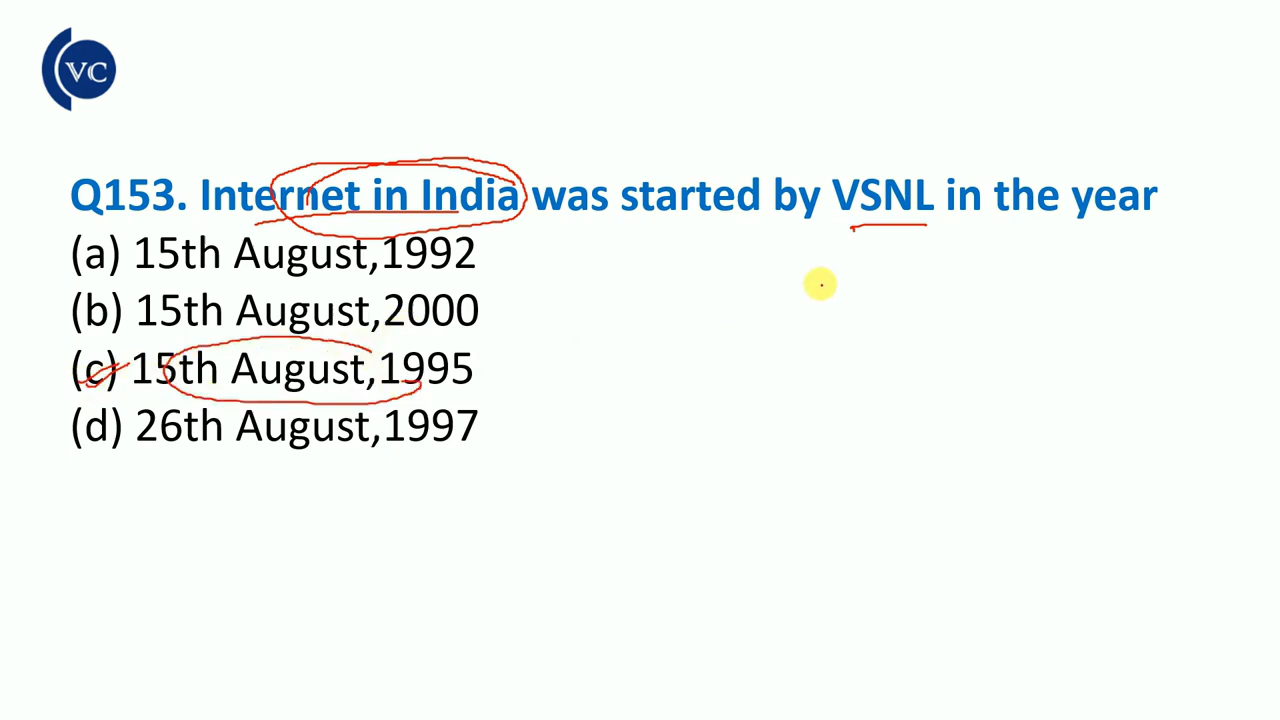 VC
Q153. Internet in India was started by VSNL in the year
(a) 15th August,1992
(b) 15th August,2000
(c) 15th August,1995
(d) 26th August,1997